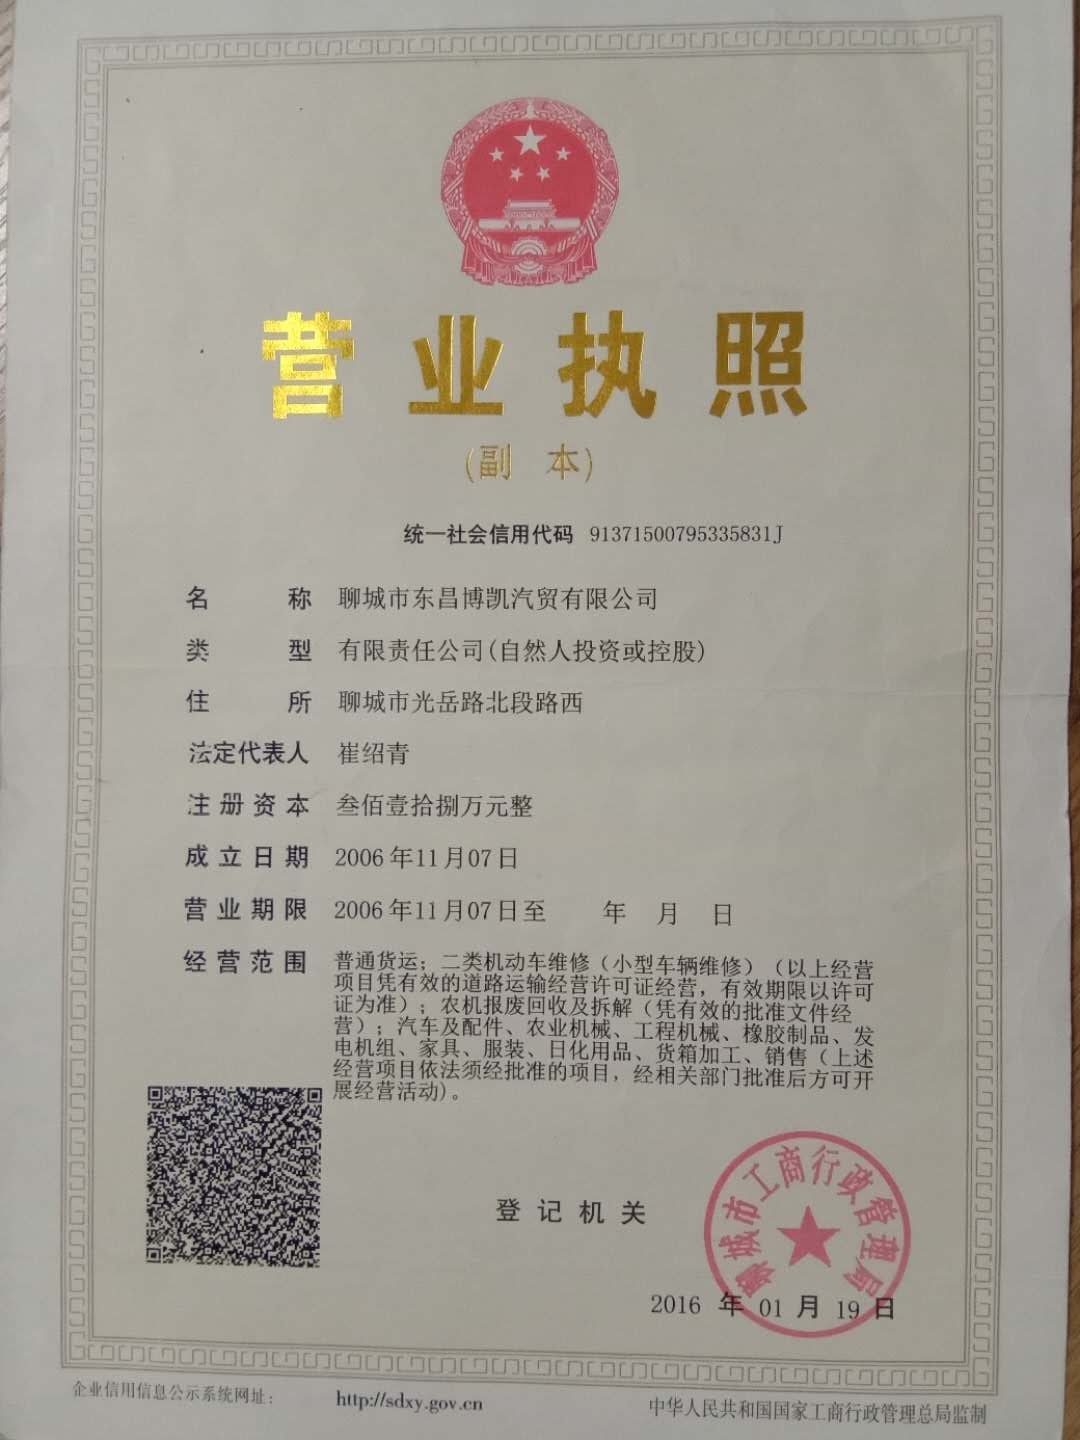 营业执照
(副 本)
统一社会信用代码 91371500795335831J
名 称 聊城市东昌博凯汽贸有限公司
类 型 有限责任公司(自然人投资或控股)
住 所 聊城市光岳路北段路西
法定代表人 崔绍青
注册资本 叁佰壹拾捌万元整
成立日期 2006年11月07日
营业期限 2006年11月07日至 年 月 日
经营范围 普通货运；二类机动车维修（小型车辆维修）（以上经营
项目凭有效的道路运输经营许可证经营，有效期限以许可
证为准）；农机报废回收及拆解（凭有效的批准文件经
营）；汽车及配件、农业机械、工程机械、橡胶制品、发
电机组、家具、服装、日化用品、货箱加工、销售（上述
经营项目依法须经批准的项目，经相关部门批准后方可开
展经营活动)。
登记机关
聊城市工商行政管理局
2016 年 01 月 19 日
企业信用信息公示系统网址： http://sdxy.gov.cn 中华人民共和国国家工商行政管理总局监制